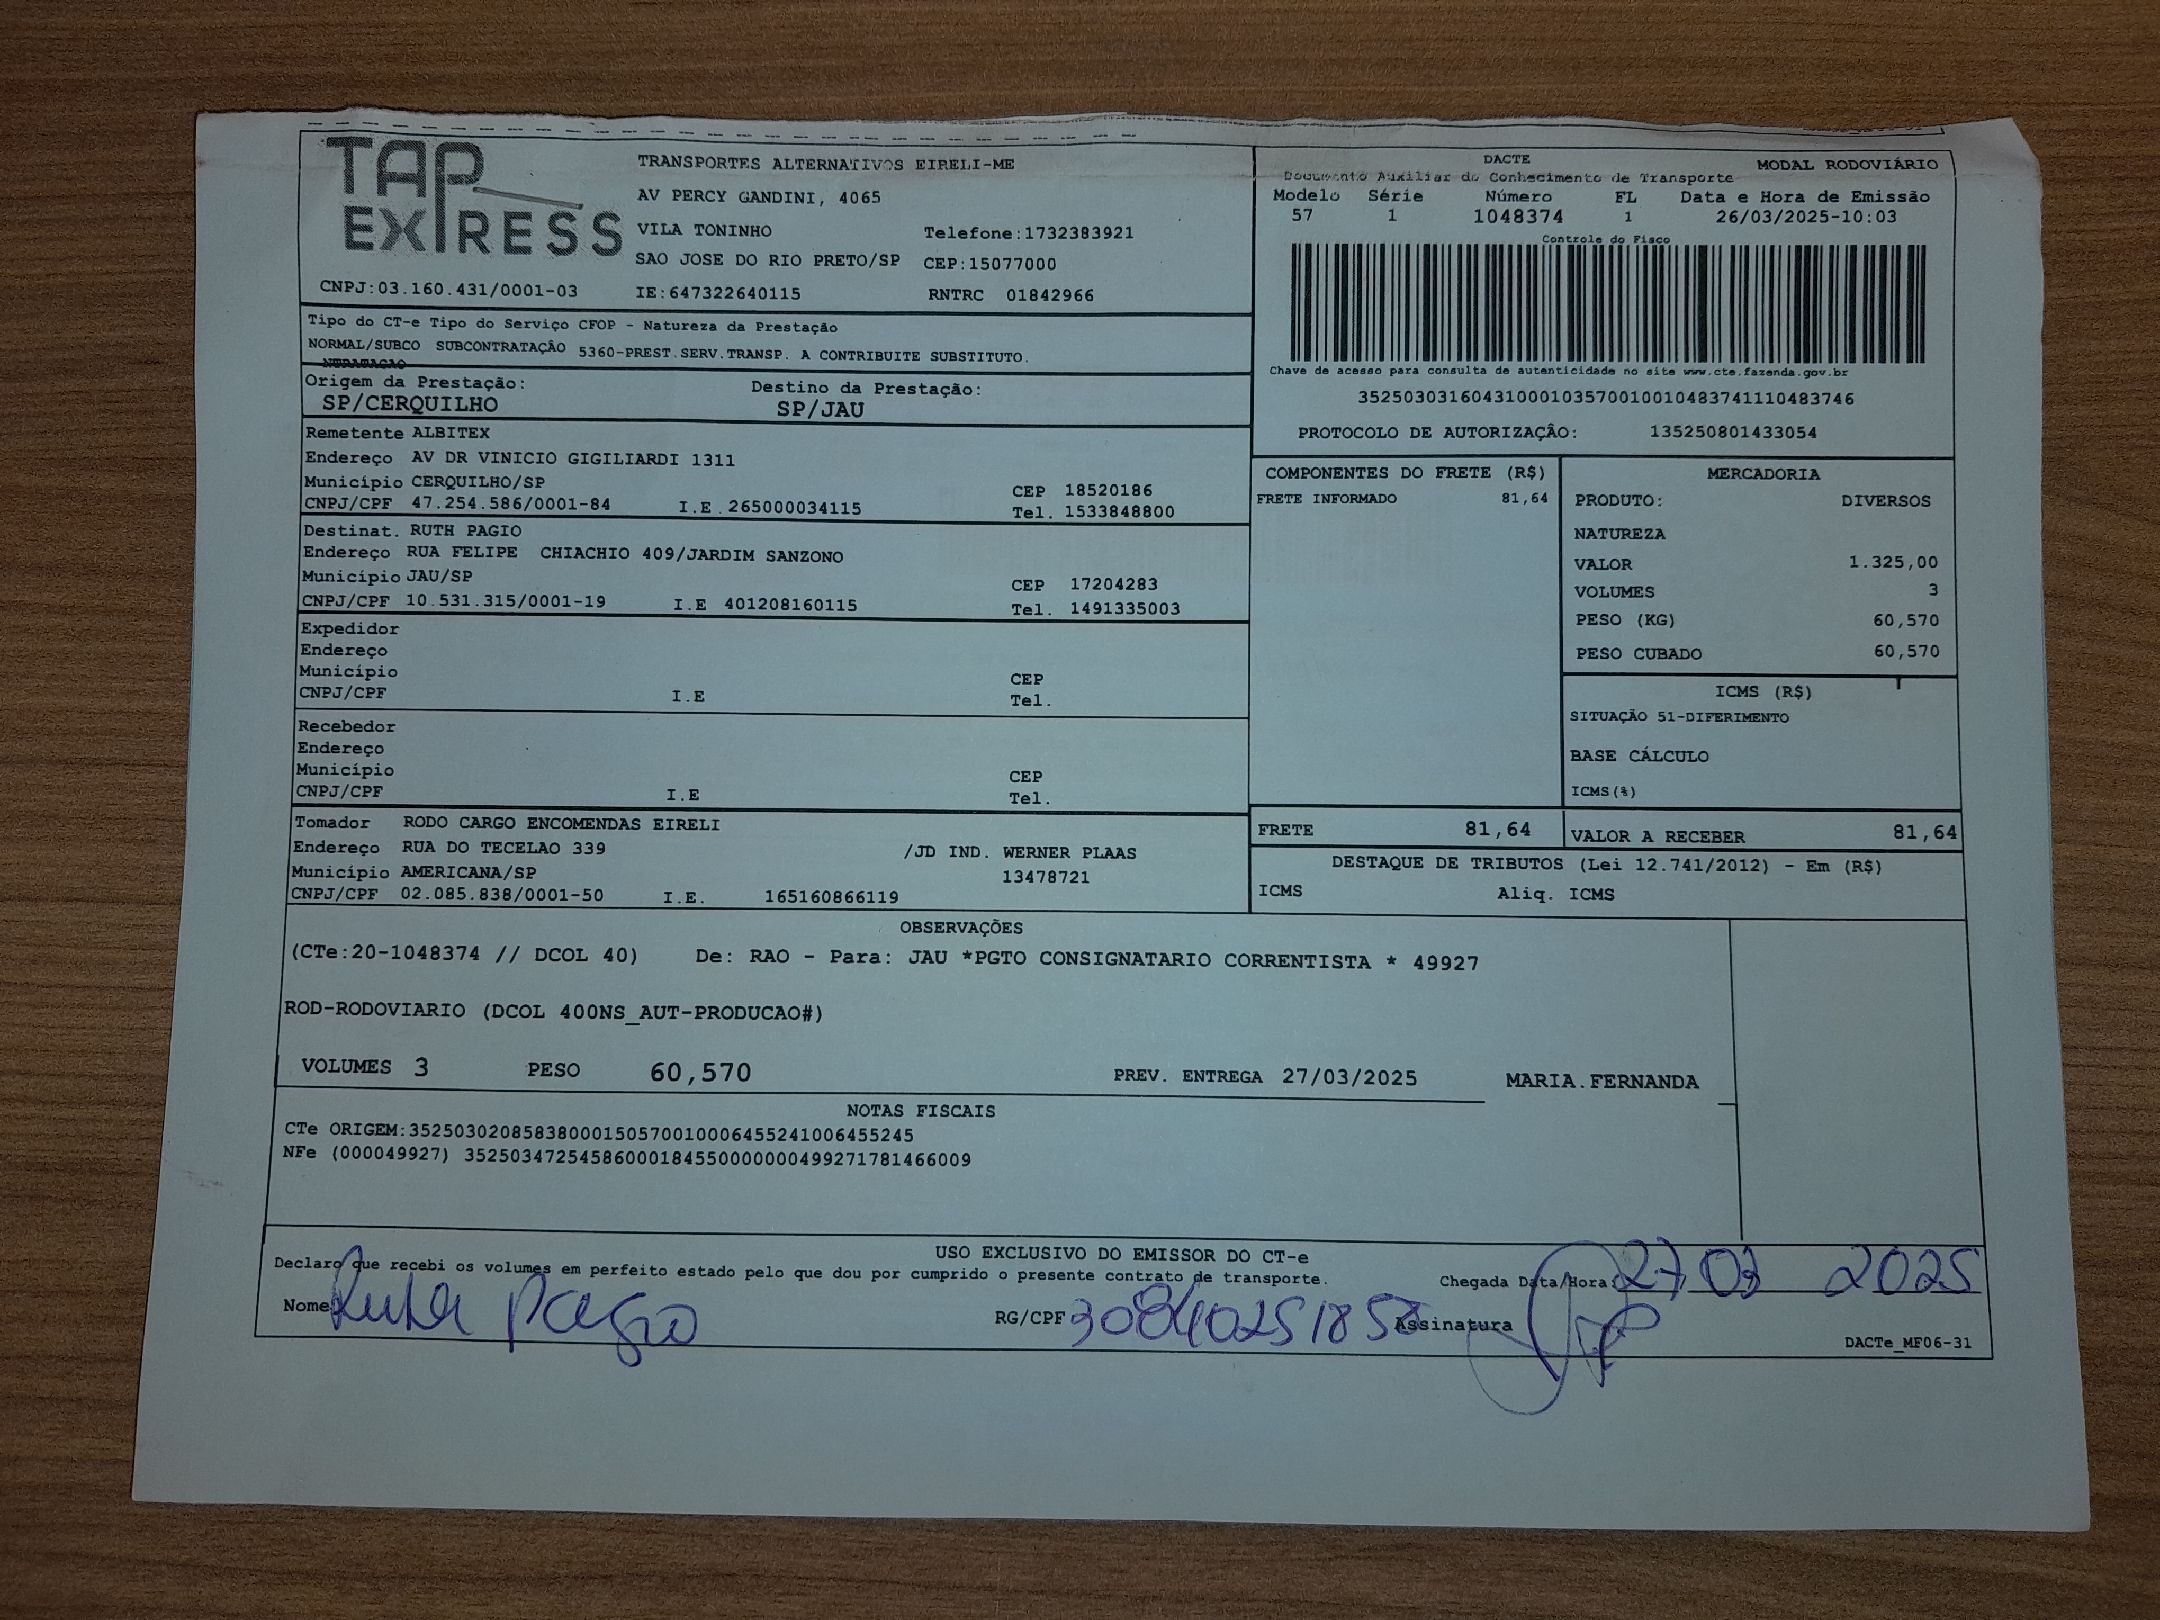 TAP EXPRESS
TRANSPORTES ALTERNATIVOS EIRELI-ME
AV PERCY GANDINI, 4065
VILA TONINHO Telefone:1732383921
SAO JOSE DO RIO PRETO/SP CEP:15077000
CNPJ:03.160.431/0001-03 IE:647322640115 RNTRC 01842966
DACTE MODAL RODOVIÁRIO
Documento Auxiliar do Conhecimento de Transporte
Modelo Série Número FL Data e Hora de Emissão
57 1 1048374 1 26/03/2025-10:03
Controle do Fisco
Chave de acesso para consulta de autenticidade no site www.cte.fazenda.gov.br
35250303160431000103570010010483741110483746
PROTOCOLO DE AUTORIZAÇÂO: 135250801433054
Tipo do CT-e Tipo do Serviço CFOP - Natureza da Prestação
NORMAL/SUBCO SUBCONTRATAÇÂO 5360-PREST.SERV.TRANSP. A CONTRIBUITE SUBSTITUTO.
Origem da Prestação: Destino da Prestação:
SP/CERQUILHO SP/JAU
Remetente ALBITEX
Endereço AV DR VINICIO GIGILIARDI 1311
Município CERQUILHO/SP CEP 18520186
CNPJ/CPF 47.254.586/0001-84 I.E.265000034115 Tel. 1533848800
Destinat. RUTH PAGIO
Endereço RUA FELIPE CHIACHIO 409/JARDIM SANZONO
Município JAU/SP CEP 17204283
CNPJ/CPF 10.531.315/0001-19 I.E 401208160115 Tel. 1491335003
Expedidor
Endereço
Município CEP
CNPJ/CPF I.E Tel.
Recebedor
Endereço
Município CEP
CNPJ/CPF I.E Tel.
Tomador RODO CARGO ENCOMENDAS EIRELI
Endereço RUA DO TECELAO 339 /JD IND. WERNER PLAAS
Município AMERICANA/SP 13478721
CNPJ/CPF 02.085.838/0001-50 I.E. 165160866119
COMPONENTES DO FRETE (R$)
FRETE INFORMADO 81,64
MERCADORIA
PRODUTO: DIVERSOS
NATUREZA
VALOR 1.325,00
VOLUMES 3
PESO (KG) 60,570
PESO CUBADO 60,570
ICMS (R$)
SITUAÇÃO 51-DIFERIMENTO
BASE CÁLCULO
ICMS(%)
FRETE 81,64 VALOR A RECEBER 81,64
DESTAQUE DE TRIBUTOS (Lei 12.741/2012) - Em (R$)
ICMS Aliq. ICMS
OBSERVAÇÕES
(CTe:20-1048374 // DCOL 40) De: RAO - Para: JAU *PGTO CONSIGNATARIO CORRENTISTA * 49927
ROD-RODOVIARIO (DCOL 400NS_AUT-PRODUCAO#)
VOLUMES 3 PESO 60,570 PREV. ENTREGA 27/03/2025 MARIA.FERNANDA
NOTAS FISCAIS
CTe ORIGEM:35250302085838000150570010006455241006455245
NFe (000049927) 35250347254586000184550000000499271781466009
USO EXCLUSIVO DO EMISSOR DO CT-e
Declaro que recebi os volumes em perfeito estado pelo que dou por cumprido o presente contrato de transporte. Chegada Data/Hora: 27 03 2025
Nome Ruth Pagio RG/CPF 30840251858 Assinatura
DACTe_MF06-31